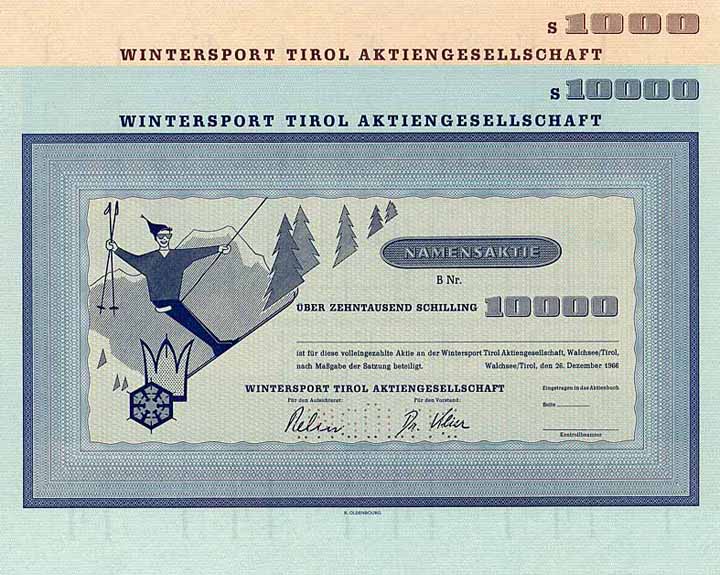 S 1000
WINTERSPORT TIROL AKTIENGESELLSCHAFT
S 10000
WINTERSPORT TIROL AKTIENGESELLSCHAFT
NAMENSAKTIE
B Nr.
ÜBER ZEHNTAUSEND SCHILLING 10000
ist für diese volleingezahlte Aktie an der Wintersport Tirol Aktiengesellschaft, Walchsee/Tirol,
nach Maßgabe der Satzung beteiligt. Walchsee/Tirol, den 26. Dezember 1966
WINTERSPORT TIROL AKTIENGESELLSCHAFT
Eingetragen in das Aktienbuch
Für den Aufsichtsrat: Für den Vorstand:
Seite
Dr.
Kontrollnummer
R. OLDENBOURG